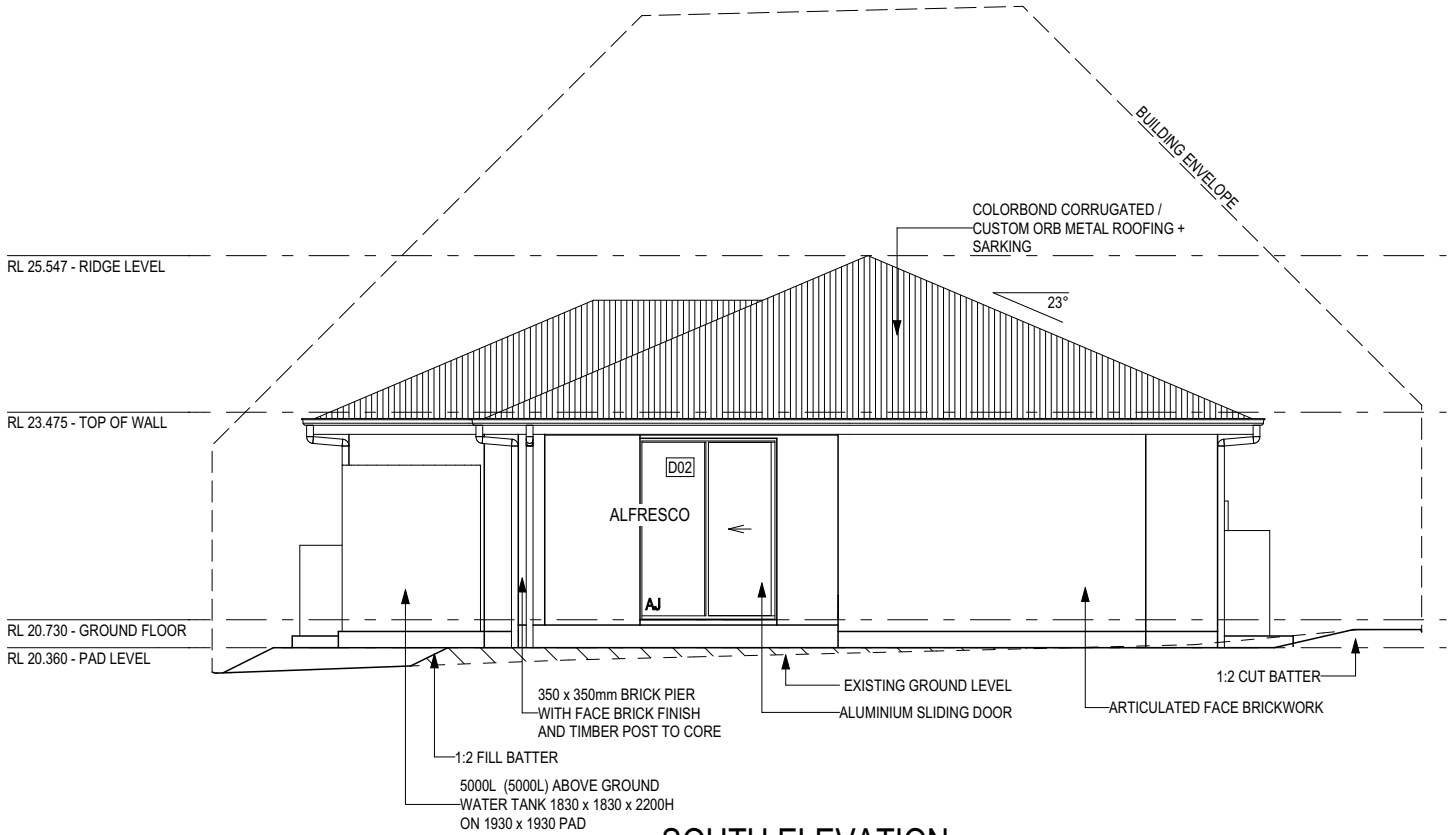 BUILDING ENVELOPE
COLORBOND CORRUGATED /
CUSTOM ORB METAL ROOFING +
SARKING
RL 25.547 - RIDGE LEVEL
23°
RL 23.475 - TOP OF WALL
D02
ALFRESCO
AJ
RL 20.730 - GROUND FLOOR
RL 20.360 - PAD LEVEL
1:2 CUT BATTER
EXISTING GROUND LEVEL
350 x 350mm BRICK PIER
WITH FACE BRICK FINISH
AND TIMBER POST TO CORE
ALUMINIUM SLIDING DOOR
ARTICULATED FACE BRICKWORK
1:2 FILL BATTER
5000L (5000L) ABOVE GROUND
WATER TANK 1830 x 1830 x 2200H
ON 1930 x 1930 PAD
SOUTH ELEVATION